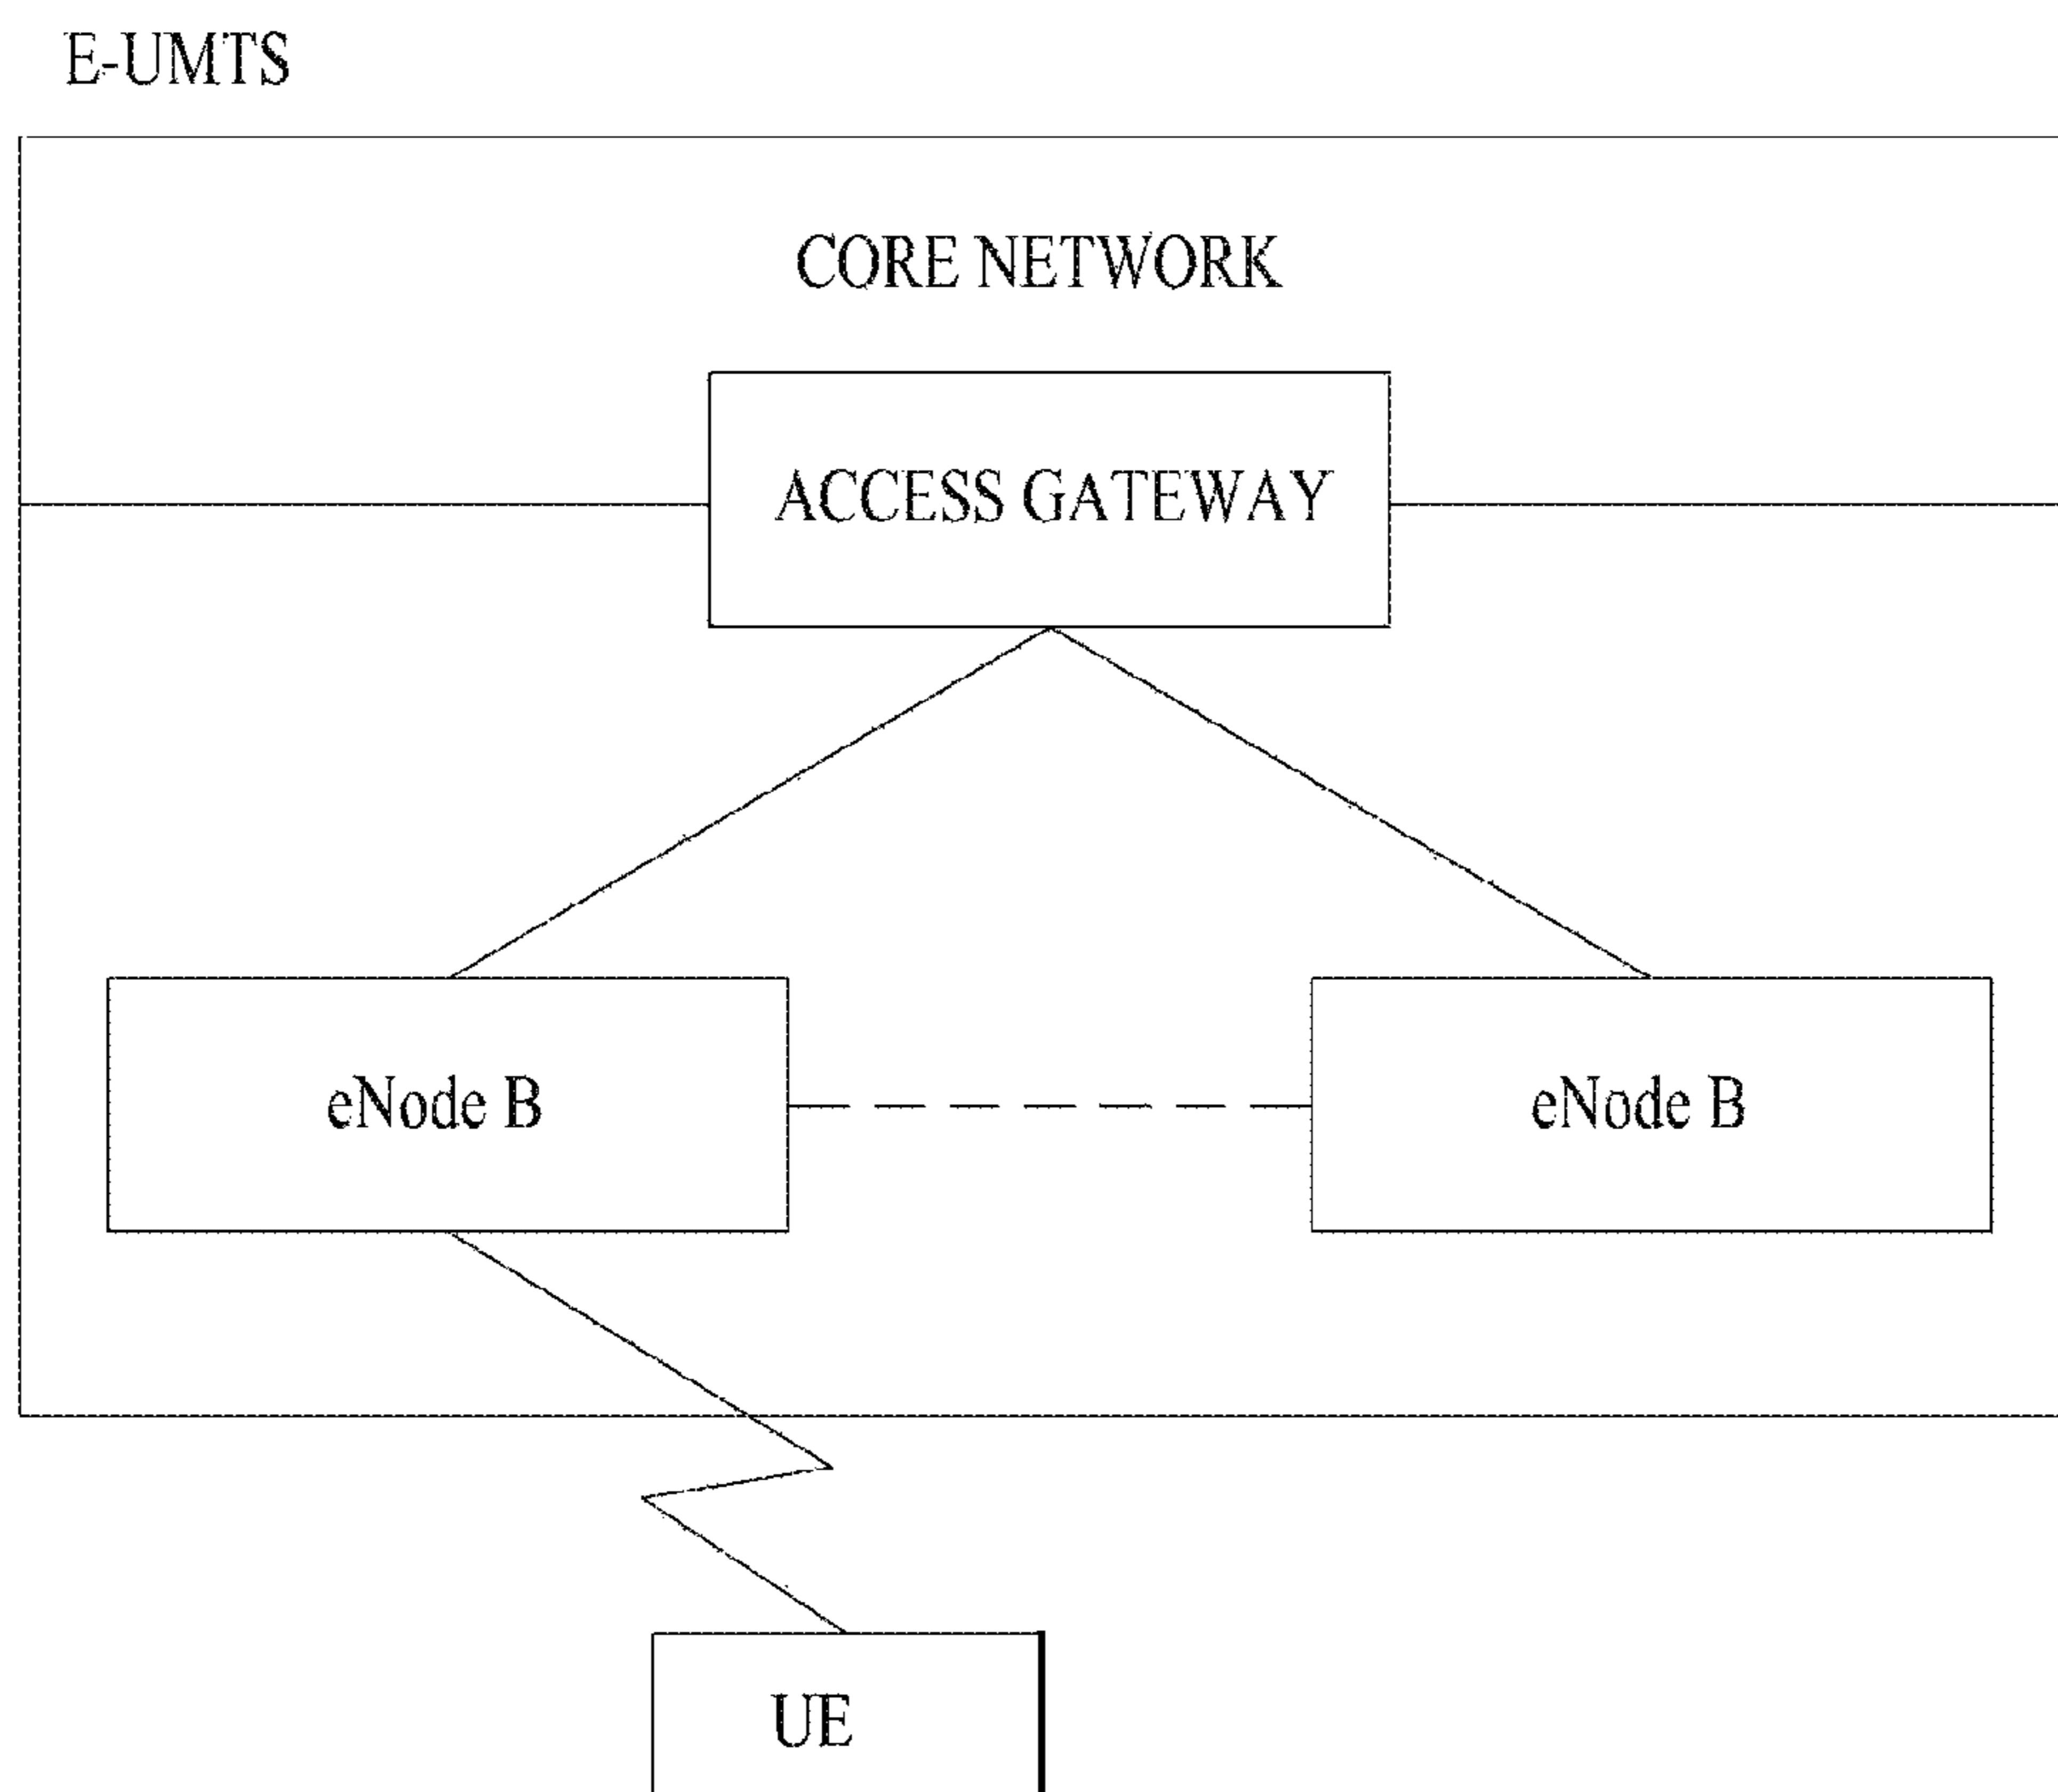 E-UMTS
CORE NETWORK
ACCESS GATEWAY
eNode B
eNode B
UE